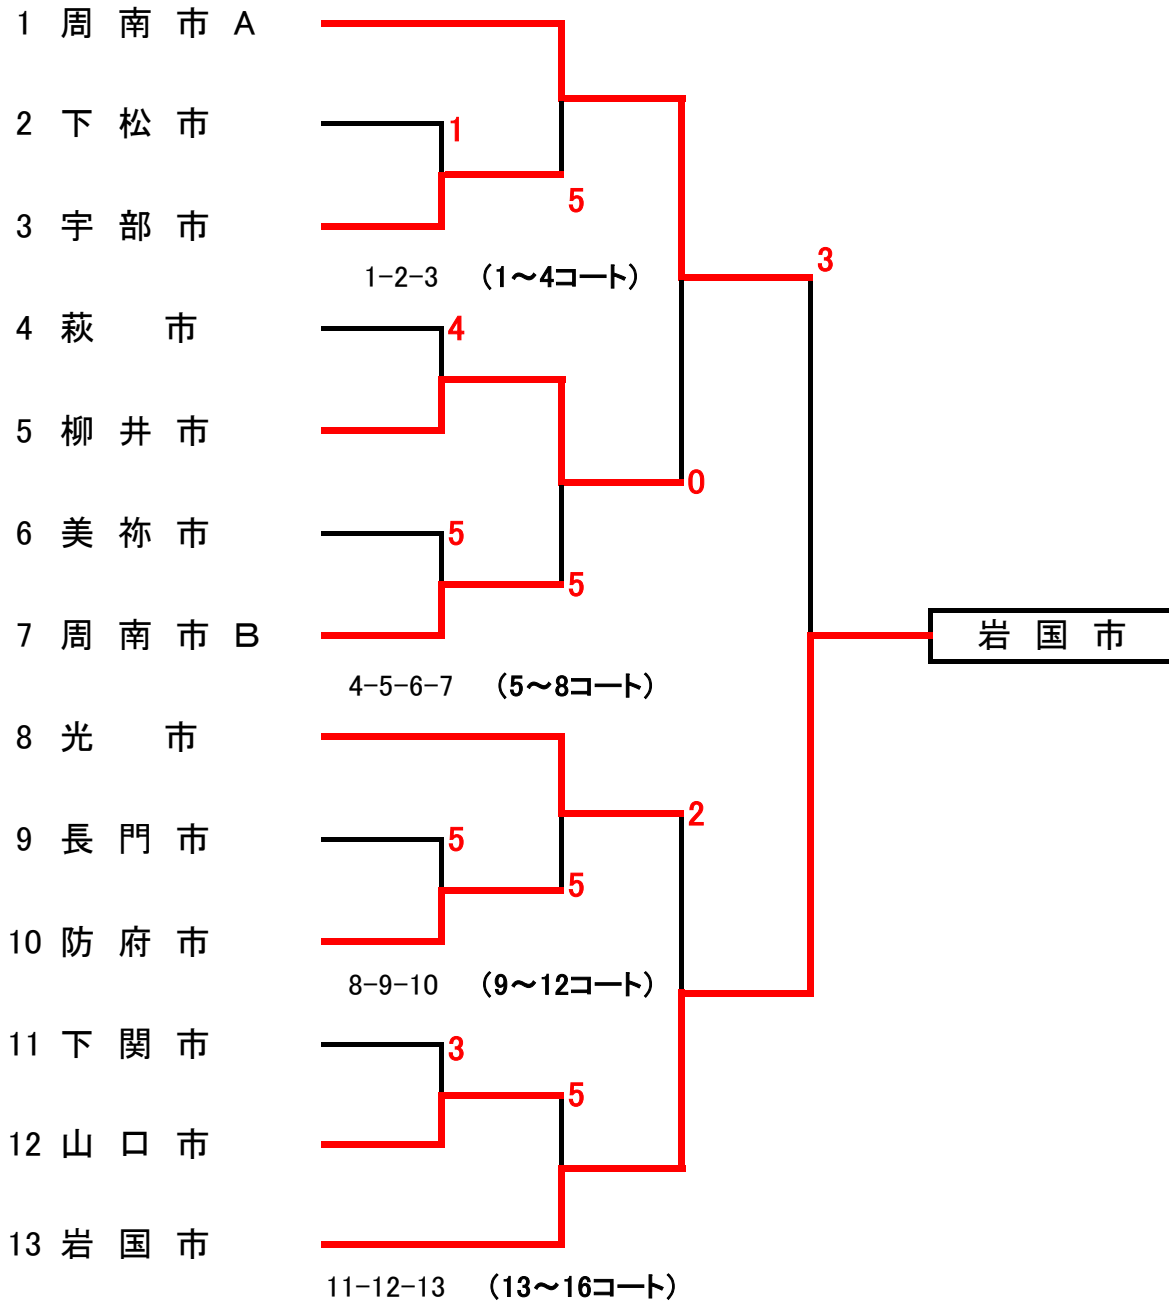 1 周 南 市 A
2 下 松 市
1
5
3 宇 部 市
3
1-2-3 （1～4コート）
4 萩 市
4
5 柳 井 市
0
6 美 祢 市
5
5
7 周 南 市 B
岩 国 市
4-5-6-7 （5～8コート）
8 光 市
2
9 長 門 市
5
5
10 防 府 市
8-9-10 （9～12コート）
11 下 関 市
3
5
12 山 口 市
13 岩 国 市
11-12-13 （13～16コート）